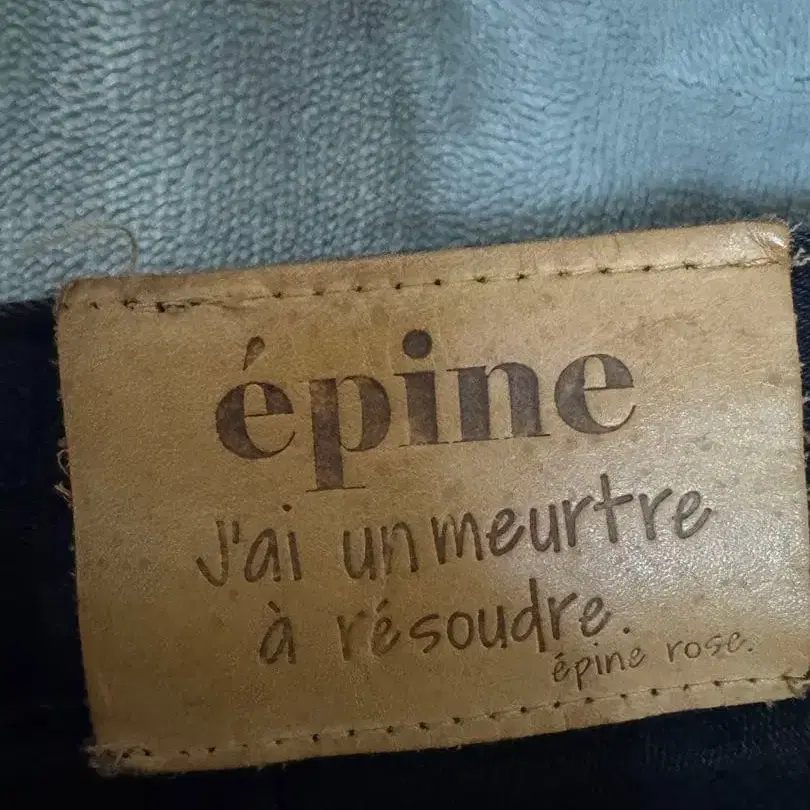 épine
J'ai un meurtre
à résoudre.
épine rose.